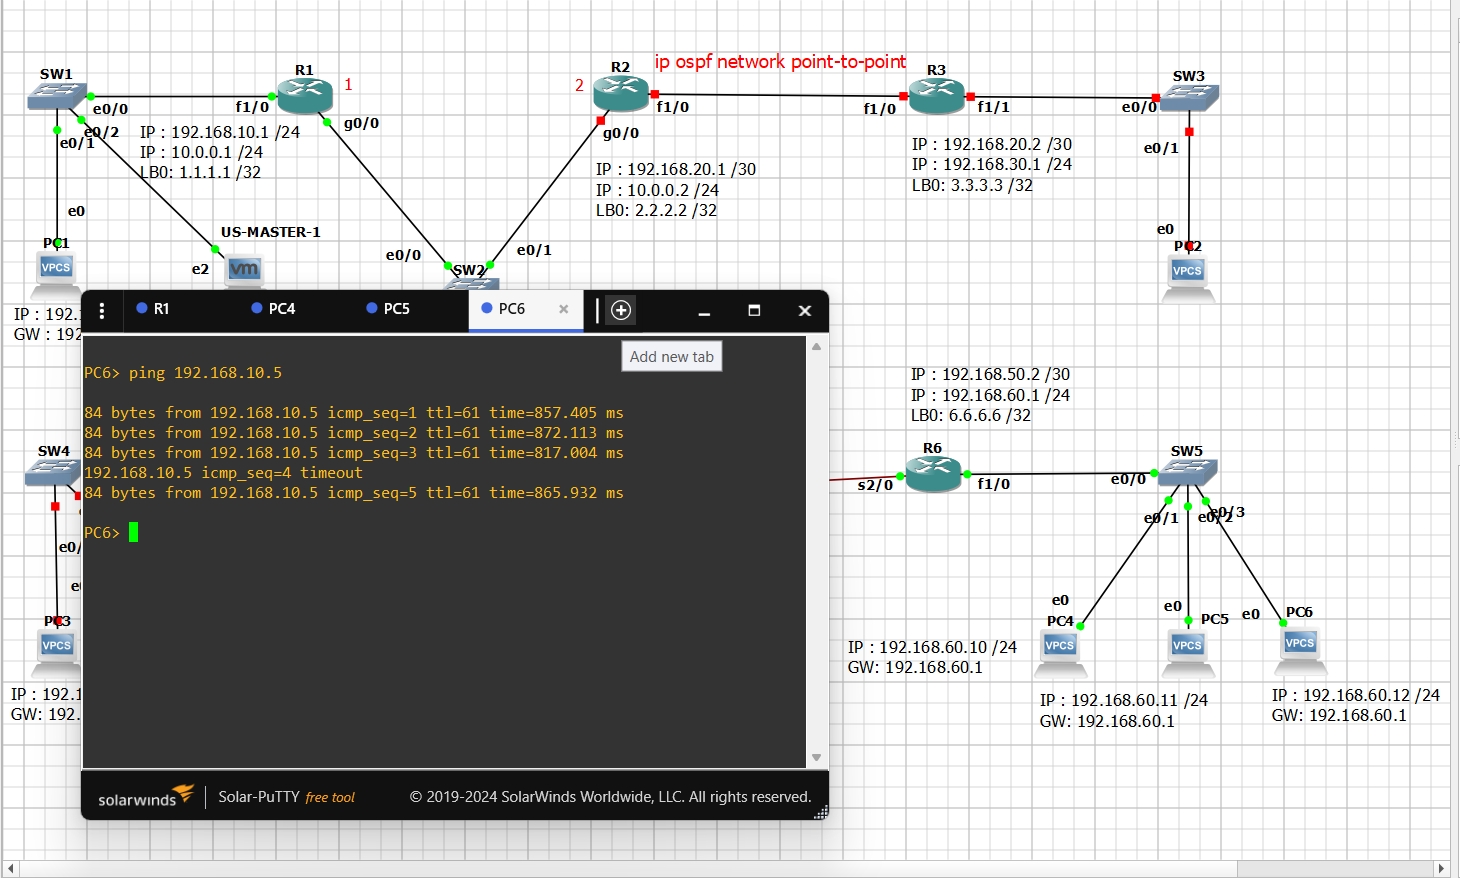 ip ospf network point-to-point
SW1
R1
1
2
R2
R3
SW3
e0/0
f1/0
f1/0
f1/0
f1/1
e0/0
e0/2
e0/1
g0/0
g0/0
e0/1
IP : 192.168.10.1 /24
IP : 10.0.0.1 /24
LB0: 1.1.1.1 /32
IP : 192.168.20.1 /30
IP : 10.0.0.2 /24
LB0: 2.2.2.2 /32
IP : 192.168.20.2 /30
IP : 192.168.30.1 /24
LB0: 3.3.3.3 /32
e0
PC1
VPCS
US-MASTER-1
e2
vm
e0/0
e0/1
SW2
e0
PC2
VPCS
IP : 192.
GW : 192
R1
PC4
PC5
PC6
Add new tab
PC6> ping 192.168.10.5
84 bytes from 192.168.10.5 icmp_seq=1 ttl=61 time=857.405 ms
84 bytes from 192.168.10.5 icmp_seq=2 ttl=61 time=872.113 ms
84 bytes from 192.168.10.5 icmp_seq=3 ttl=61 time=817.004 ms
192.168.10.5 icmp_seq=4 timeout
84 bytes from 192.168.10.5 icmp_seq=5 ttl=61 time=865.932 ms
PC6>
solarwinds
Solar-PuTTY free tool
© 2019-2024 SolarWinds Worldwide, LLC. All rights reserved.
SW4
e0/
PC3
VPCS
IP : 192.1
GW: 192.
IP : 192.168.50.2 /30
IP : 192.168.60.1 /24
LB0: 6.6.6.6 /32
R6
s2/0
f1/0
SW5
e0/0
e0/1
e0/2
e0/3
e0
PC4
VPCS
e0
PC5
VPCS
e0
PC6
VPCS
IP : 192.168.60.10 /24
GW: 192.168.60.1
IP : 192.168.60.11 /24
GW: 192.168.60.1
IP : 192.168.60.12 /24
GW: 192.168.60.1